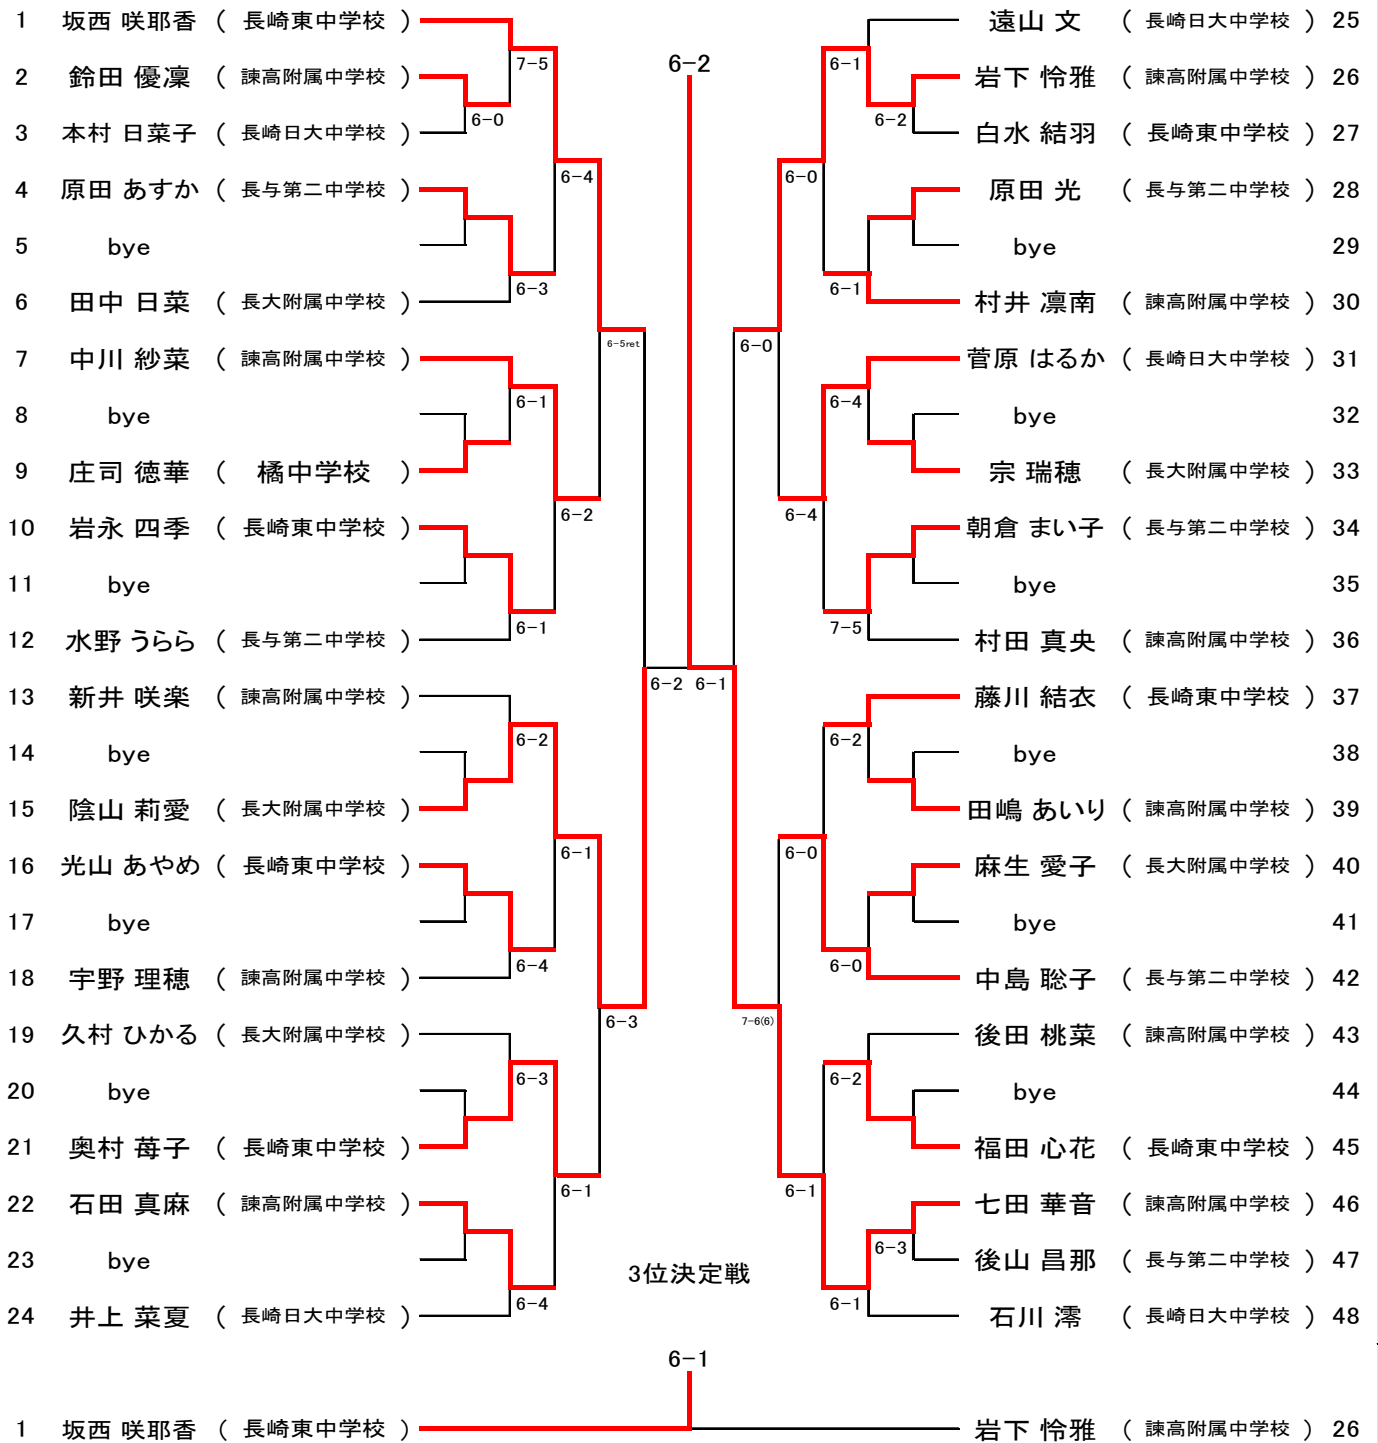 1 坂西 咲耶香 ( 長崎東中学校 )
2 鈴田 優凜 ( 諫高附属中学校 )
3 本村 日菜子 ( 長崎日大中学校 )
4 原田 あすか ( 長与第二中学校 )
5 bye
6 田中 日菜 ( 長大附属中学校 )
7 中川 紗菜 ( 諫高附属中学校 )
8 bye
9 庄司 徳華 ( 橘中学校 )
10 岩永 四季 ( 長崎東中学校 )
11 bye
12 水野 うらら ( 長与第二中学校 )
13 新井 咲楽 ( 諫高附属中学校 )
14 bye
15 陰山 莉愛 ( 長大附属中学校 )
16 光山 あやめ ( 長崎東中学校 )
17 bye
18 宇野 理穂 ( 諫高附属中学校 )
19 久村 ひかる ( 長大附属中学校 )
20 bye
21 奥村 苺子 ( 長崎東中学校 )
22 石田 真麻 ( 諫高附属中学校 )
23 bye
24 井上 菜夏 ( 長崎日大中学校 )
7-5
6-0
6-4
6-3
6-5ret
6-1
6-2
6-1
6-2
6-2
6-1
6-4
6-3
6-3
6-1
6-4
6-2
6-1
6-1
6-2
6-0
6-1
6-0
6-4
6-4
7-5
6-2
6-0
6-0
7-6(6)
6-2
6-1
6-3
6-1
遠山 文 ( 長崎日大中学校 ) 25
岩下 怜雅 ( 諫高附属中学校 ) 26
白水 結羽 ( 長崎東中学校 ) 27
原田 光 ( 長与第二中学校 ) 28
bye 29
村井 凛南 ( 諫高附属中学校 ) 30
菅原 はるか ( 長崎日大中学校 ) 31
bye 32
宗 瑞穂 ( 長大附属中学校 ) 33
朝倉 まい子 ( 長与第二中学校 ) 34
bye 35
村田 真央 ( 諫高附属中学校 ) 36
藤川 結衣 ( 長崎東中学校 ) 37
bye 38
田嶋 あいり ( 諫高附属中学校 ) 39
麻生 愛子 ( 長大附属中学校 ) 40
bye 41
中島 聡子 ( 長与第二中学校 ) 42
後田 桃菜 ( 諫高附属中学校 ) 43
bye 44
福田 心花 ( 長崎東中学校 ) 45
七田 華音 ( 諫高附属中学校 ) 46
後山 昌那 ( 長与第二中学校 ) 47
石川 澪 ( 長崎日大中学校 ) 48
3位決定戦
6-1
1 坂西 咲耶香 ( 長崎東中学校 ) 岩下 怜雅 ( 諫高附属中学校 ) 26